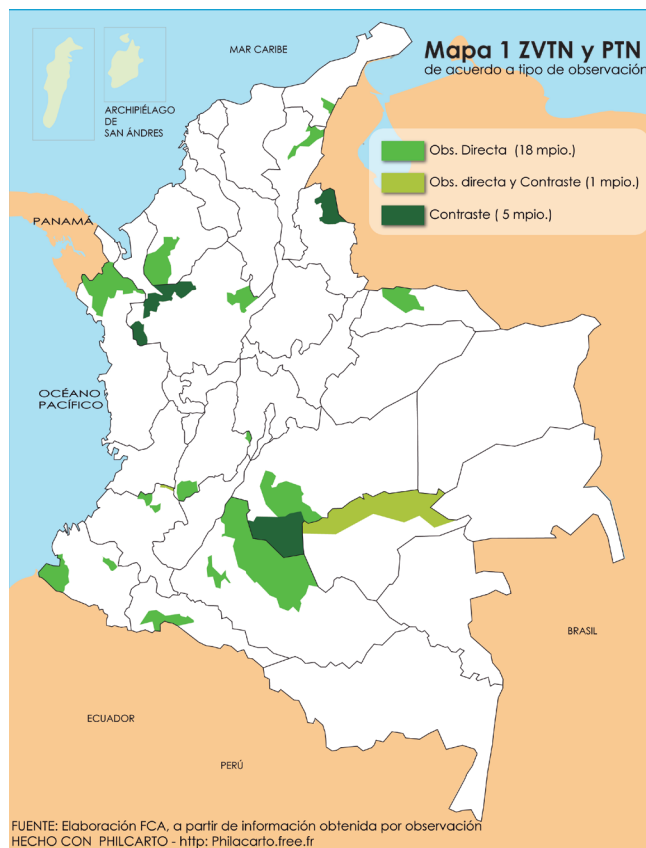 MAR CARIBE
Mapa 1 ZVTN y PTN
de acuerdo a tipo de observación
ARCHIPIÉLAGO
DE
SAN ÁNDRES
Obs. Directa (18 mpio.)
Obs. directa y Contraste (1 mpio.)
Contraste ( 5 mpio.)
PANAMÁ
OCÉANO
PACÍFICO
BRASIL
ECUADOR
PERÚ
FUENTE: Elaboración FCA, a partir de información obtenida por observación
HECHO CON PHILCARTO - http: Philacarto.free.fr